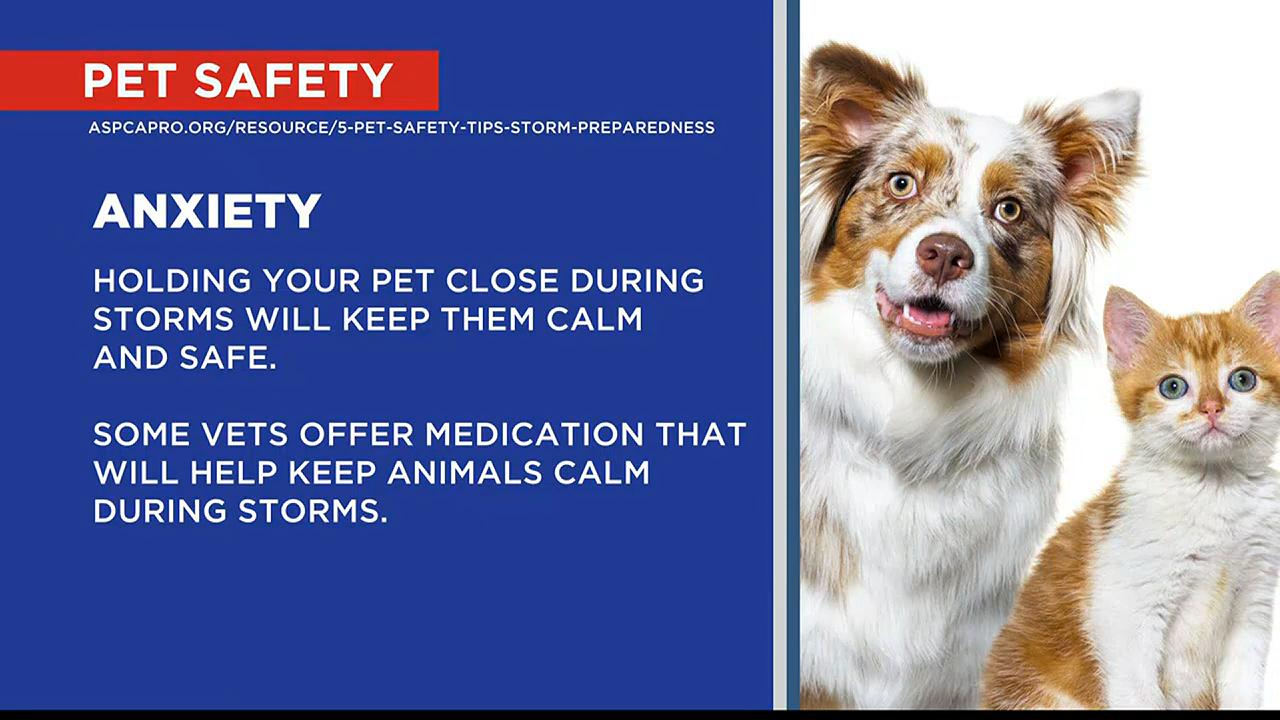 PET SAFETY
ASPCAPRO.ORG/RESOURCE/5-PET-SAFETY-TIPS-STORM-PREPAREDNESS
ANXIETY
HOLDING YOUR PET CLOSE DURING
STORMS WILL KEEP THEM CALM
AND SAFE.
SOME VETS OFFER MEDICATION THAT
WILL HELP KEEP ANIMALS CALM
DURING STORMS.